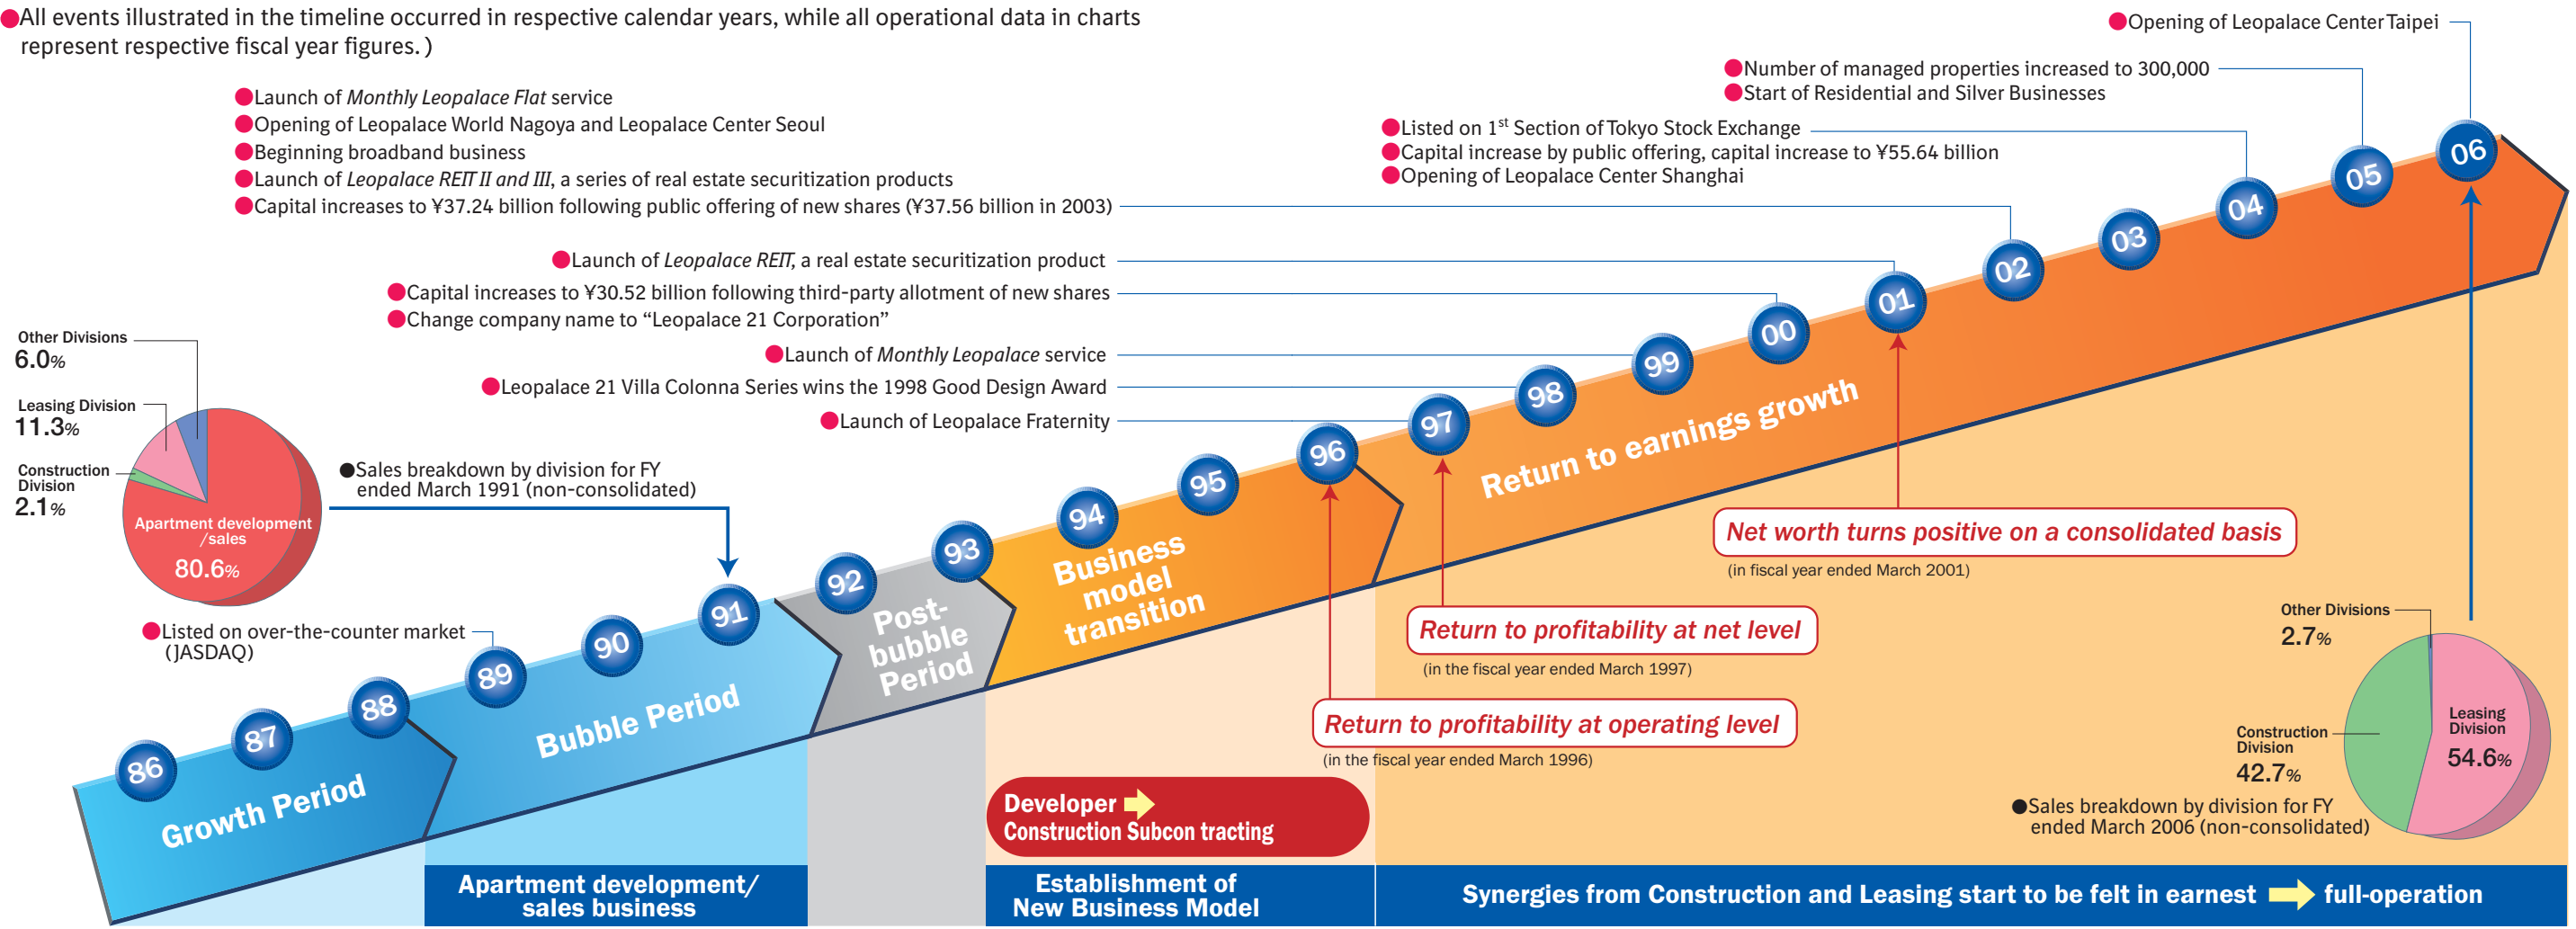 ●All events illustrated in the timeline occurred in respective calendar years, while all operational data in charts
represent respective fiscal year figures.)
●Opening of Leopalace Center Taipei
●Number of managed properties increased to 300,000
●Start of Residential and Silver Businesses
●Launch of Monthly Leopalace Flat service
●Opening of Leopalace World Nagoya and Leopalace Center Seoul
●Beginning broadband business
●Launch of Leopalace REIT II and III, a series of real estate securitization products
●Capital increases to ¥37.24 billion following public offering of new shares (¥37.56 billion in 2003)
●Listed on 1st Section of Tokyo Stock Exchange
●Capital increase by public offering, capital increase to ¥55.64 billion
●Opening of Leopalace Center Shanghai
●Launch of Leopalace REIT, a real estate securitization product
●Capital increases to ¥30.52 billion following third-party allotment of new shares
●Change company name to “Leopalace 21 Corporation”
●Launch of Monthly Leopalace service
●Leopalace 21 Villa Colonna Series wins the 1998 Good Design Award
●Launch of Leopalace Fraternity
Other Divisions
6.0%
Leasing Division
11.3%
Construction
Division
2.1%
Apartment development
/sales
80.6%
●Sales breakdown by division for FY
ended March 1991 (non-consolidated)
●Listed on over-the-counter market
(JASDAQ)
86
87
88
89
90
91
92
93
94
95
96
97
98
99
00
01
02
03
04
05
06
Growth Period
Bubble Period
Post-
bubble
Period
Business
model
transition
Return to earnings growth
Net worth turns positive on a consolidated basis
(in fiscal year ended March 2001)
Return to profitability at net level
(in the fiscal year ended March 1997)
Return to profitability at operating level
(in the fiscal year ended March 1996)
Other Divisions
2.7%
Construction
Division
42.7%
Leasing
Division
54.6%
●Sales breakdown by division for FY
ended March 2006 (non-consolidated)
Developer
Construction Subcon tracting
Apartment development/
sales business
Establishment of
New Business Model
Synergies from Construction and Leasing start to be felt in earnest full-operation